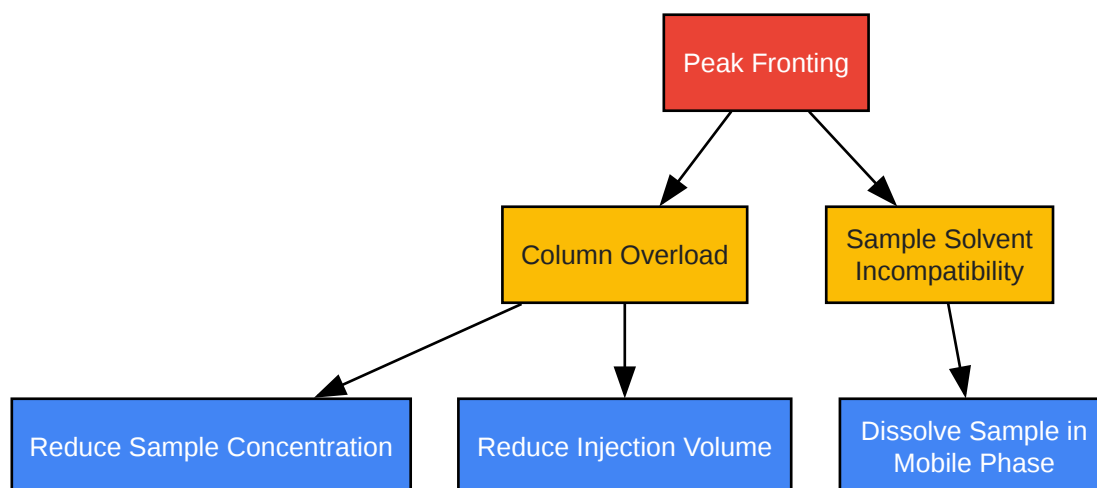 Peak Fronting
Column Overload
Sample Solvent
Incompatibility
Reduce Sample Concentration
Reduce Injection Volume
Dissolve Sample in
Mobile Phase